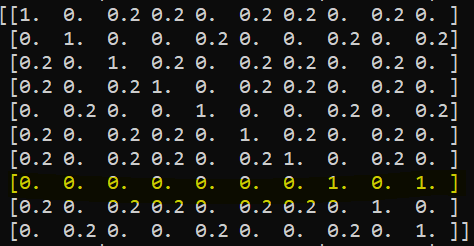 [[1. 0. 0.2 0.2 0. 0.2 0.2 0. 0.2 0. ]
[0. 1. 0. 0. 0.2 0. 0. 0.2 0. 0.2]
[0.2 0. 1. 0.2 0. 0.2 0.2 0. 0.2 0. ]
[0.2 0. 0.2 1. 0. 0.2 0.2 0. 0.2 0. ]
[0. 0.2 0. 0. 1. 0. 0. 0.2 0. 0.2]
[0.2 0. 0.2 0.2 0. 1. 0.2 0. 0.2 0. ]
[0.2 0. 0.2 0.2 0. 0.2 1. 0. 0.2 0. ]
[0. 0. 0. 0. 0. 0. 0. 1. 0. 1. ]
[0.2 0. 0.2 0.2 0. 0.2 0.2 0. 1. 0. ]
[0. 0.2 0. 0. 0.2 0. 0. 0.2 0. 1. ]]